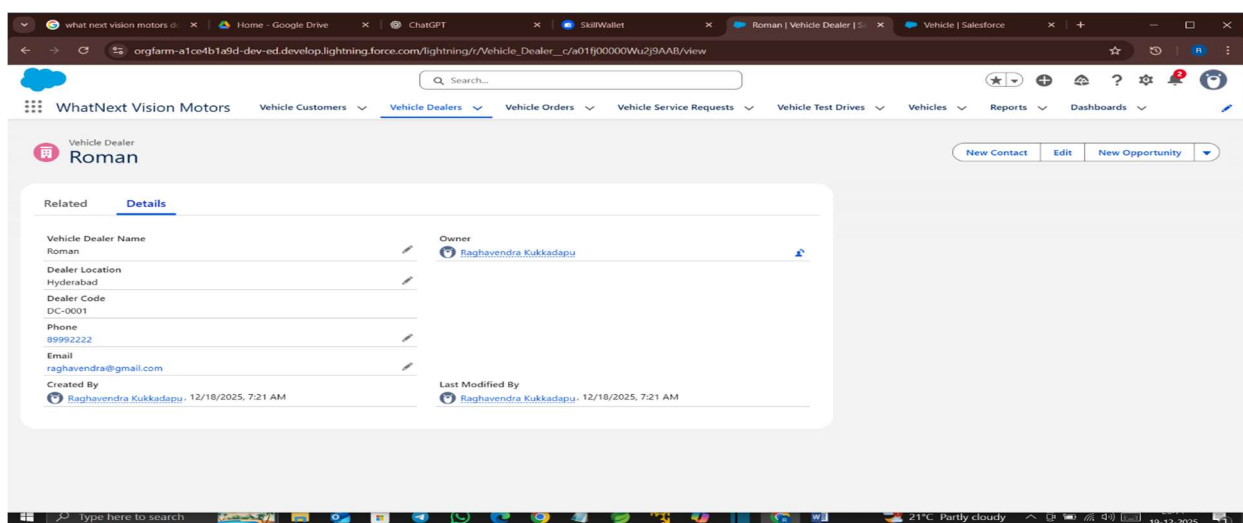 what next vision motors d
Home - Google Drive
ChatGPT
SkillWallet
Roman | Vehicle Dealer | S
Vehicle | Salesforce
orgfarm-a1ce4b1a9d-dev-ed.develop.lightning.force.com/lightning/r/Vehicle_Dealer__c/a01fj00000Wu2j9AAB/view
R
Search...
2
WhatNext Vision Motors Vehicle Customers Vehicle Dealers Vehicle Orders Vehicle Service Requests Vehicle Test Drives Vehicles Reports Dashboards
Vehicle Dealer
Roman
New Contact Edit New Opportunity
Related Details
Vehicle Dealer Name
Roman
Owner
Raghavendra Kukkadapu
Dealer Location
Hyderabad
Dealer Code
DC-0001
Phone
89992222
Email
raghavendra@gmail.com
Created By
Raghavendra Kukkadapu, 12/18/2025, 7:21 AM
Last Modified By
Raghavendra Kukkadapu, 12/18/2025, 7:21 AM
Type here to search
21°C Partly cloudy
19-12-2025